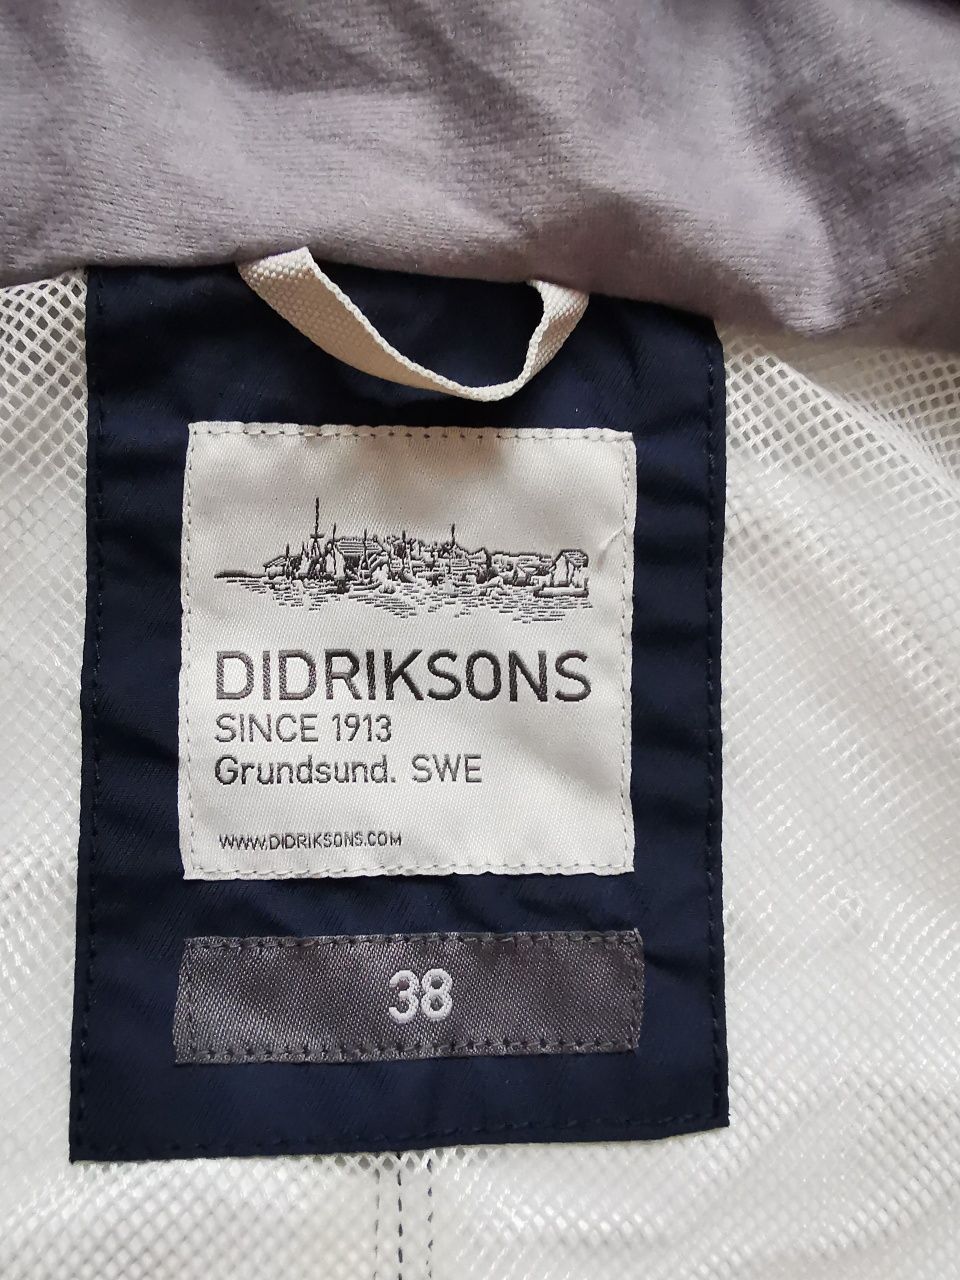 DIDRIKSONS
SINCE 1913
Grundsund. SWE
WWW.DIDRIKSONS.COM
38